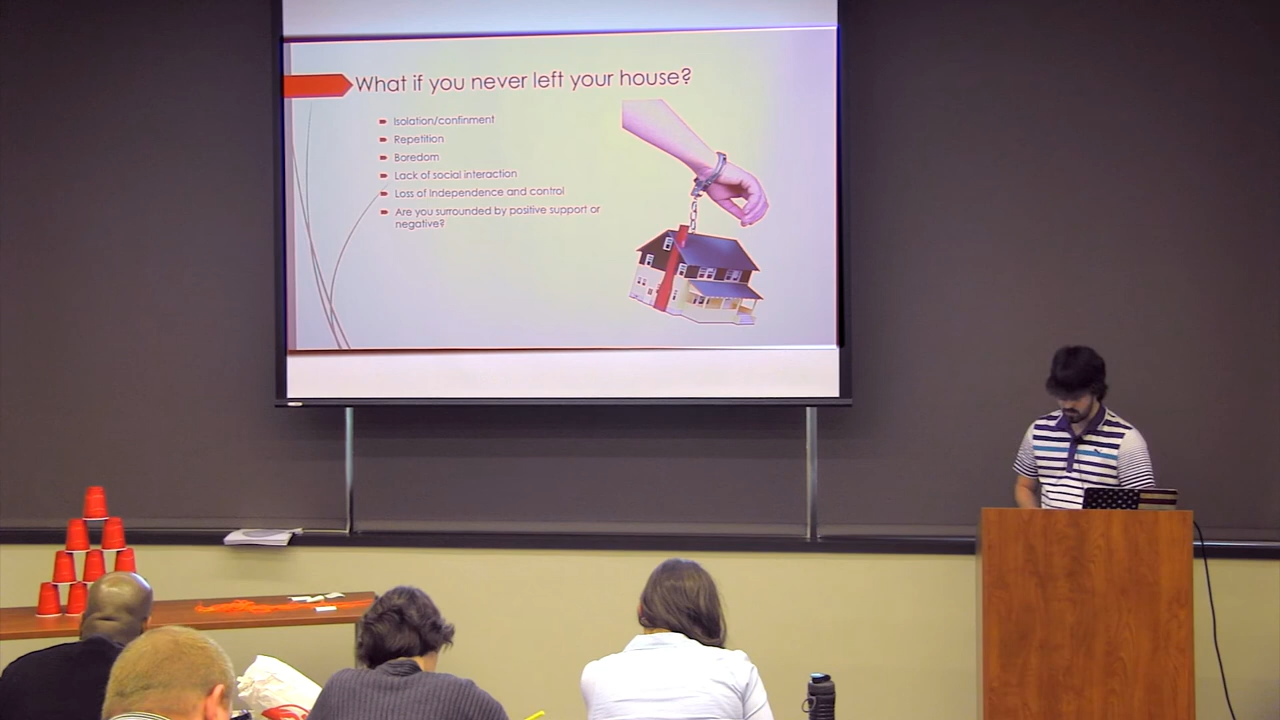 What if you never left your house?
Isolation/confinment
Repetition
Boredom
Lack of social interaction
Loss of Independence and control
Are you surrounded by positive support or
negative?